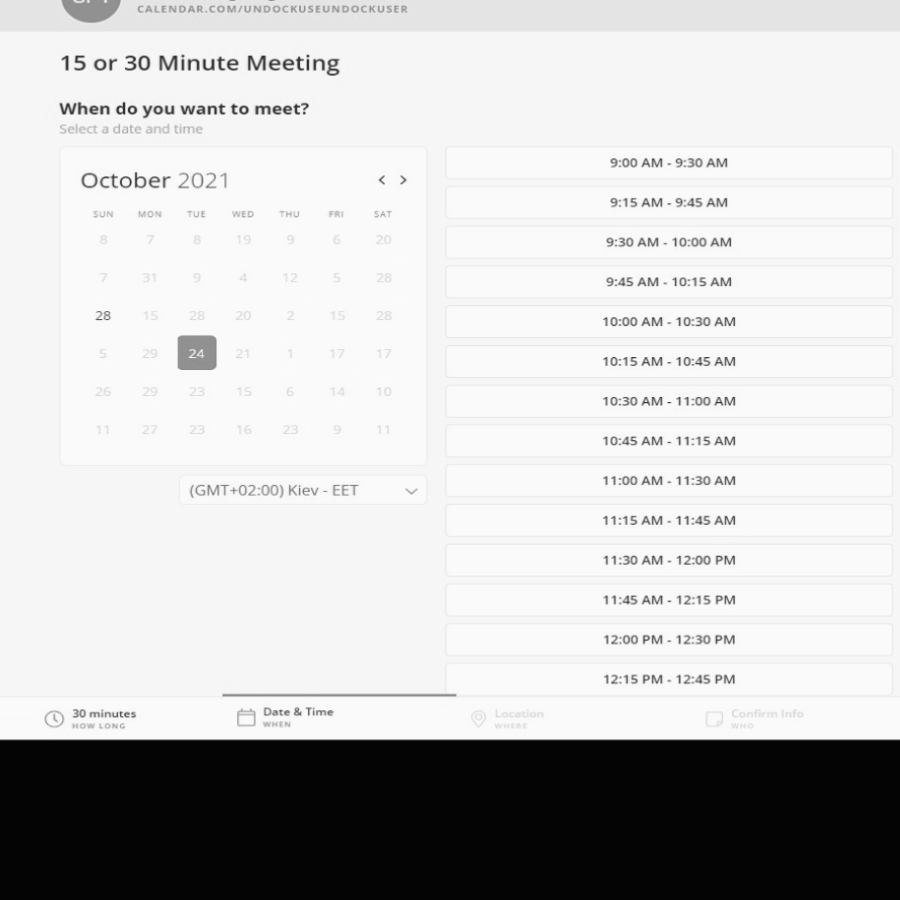 CALENDAR.COM/UNDOCKUSEUNDOCKUSER
15 or 30 Minute Meeting
When do you want to meet?
Select a date and time
October 2021
< >
SUN MON TUE WED THU FRI SAT
8 7 8 19 9 6 20
7 31 9 4 12 5 28
28 15 28 20 2 15 28
5 29 24 21 1 17 17
26 29 23 15 6 14 10
11 27 23 16 23 9 11
(GMT+02:00) Kiev - EET
9:00 AM - 9:30 AM
9:15 AM - 9:45 AM
9:30 AM - 10:00 AM
9:45 AM - 10:15 AM
10:00 AM - 10:30 AM
10:15 AM - 10:45 AM
10:30 AM - 11:00 AM
10:45 AM - 11:15 AM
11:00 AM - 11:30 AM
11:15 AM - 11:45 AM
11:30 AM - 12:00 PM
11:45 AM - 12:15 PM
12:00 PM - 12:30 PM
12:15 PM - 12:45 PM
30 minutes
HOW LONG
Date & Time
WHEN
Location
WHERE
Confirm Info
WHO